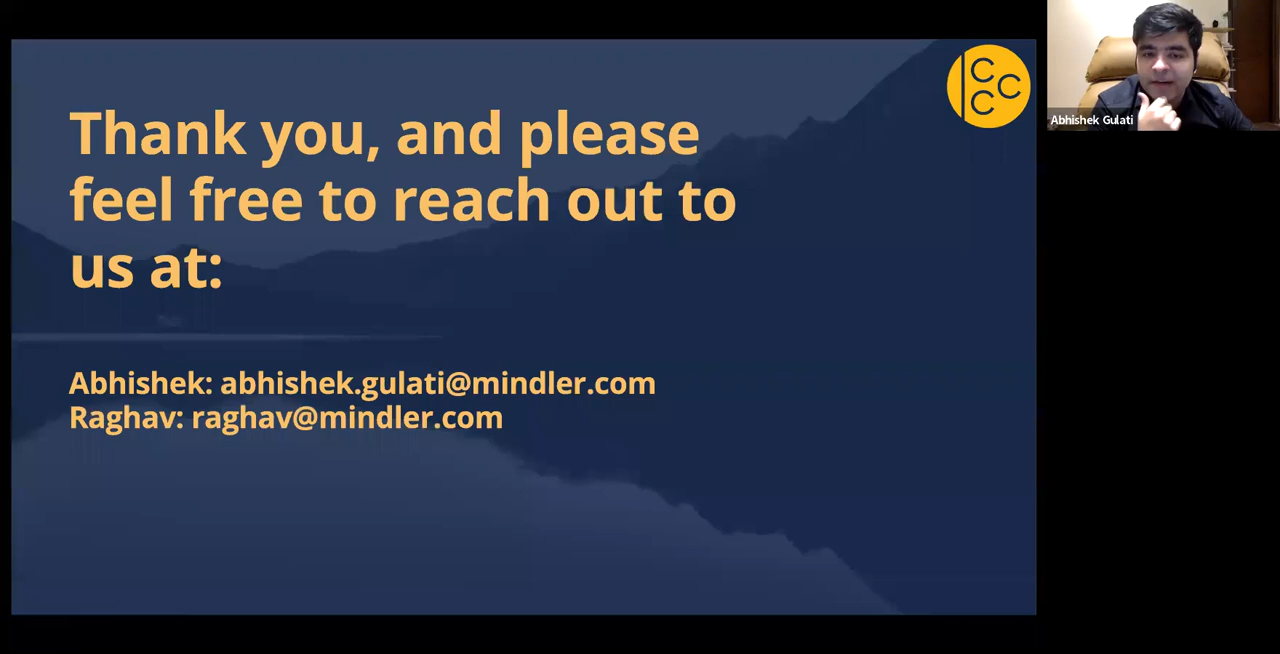 Thank you, and please
feel free to reach out to
us at:
Abhishek: abhishek.gulati@mindler.com
Raghav: raghav@mindler.com
ICCC
Abhishek Gulati